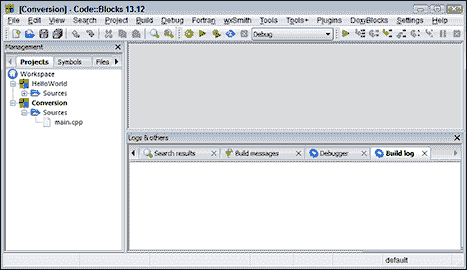 [Conversion] - Code::Blocks 13.12
File Edit View Search Project Build Debug Fortran wxSmith Tools Tools+ Plugins DoxyBlocks Settings Help
Debug
Management
Projects Symbols Files
Workspace
HelloWorld
Sources
Conversion
Sources
main.cpp
Logs & others
Search results Build messages Debugger Build log
default